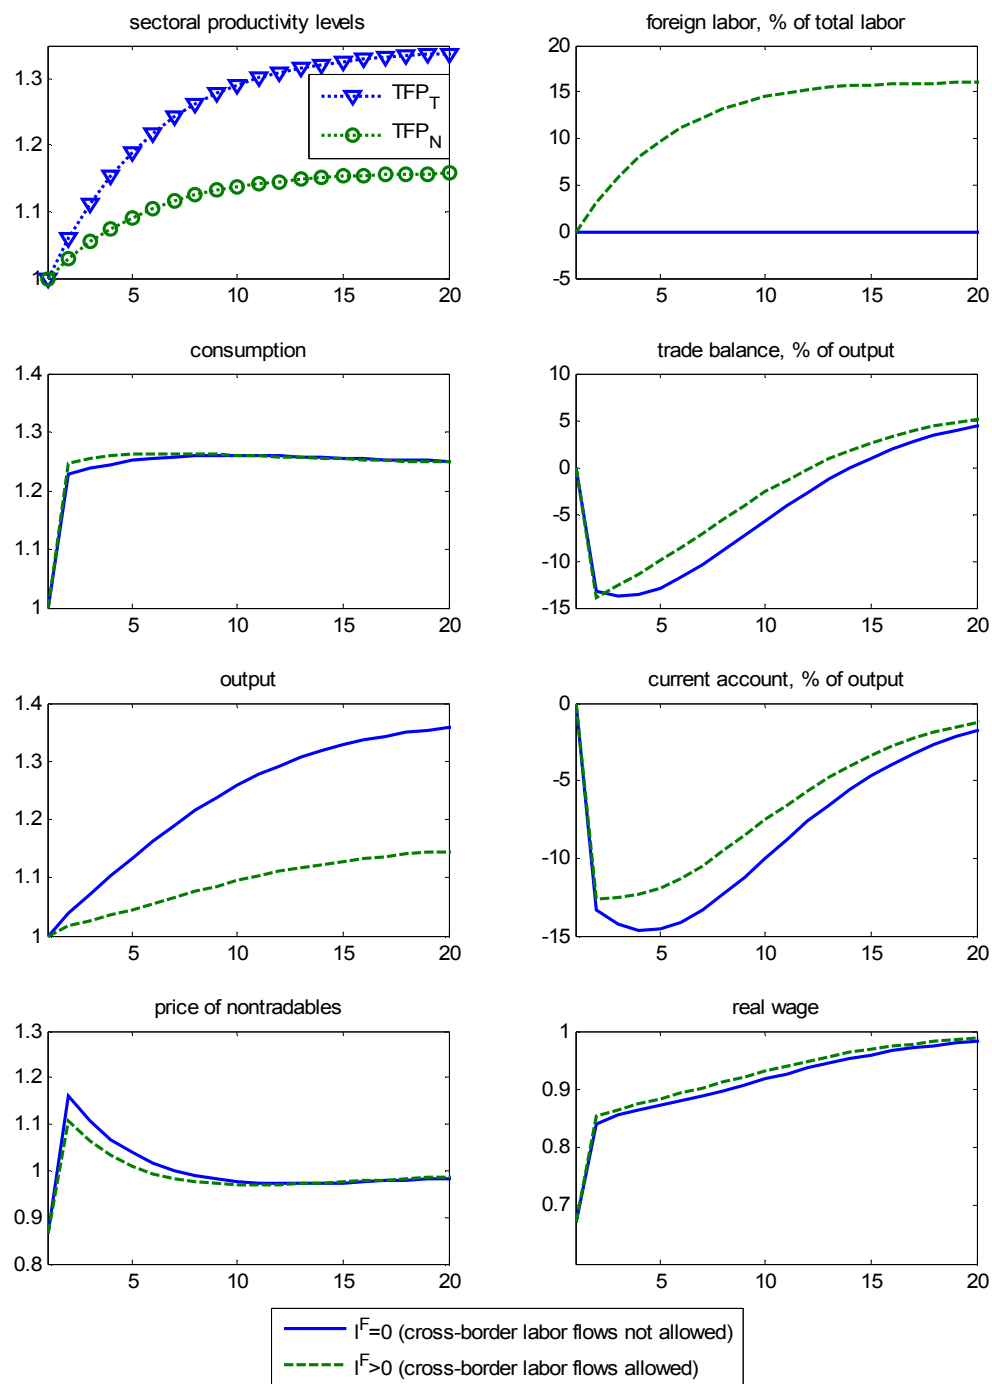 sectoral productivity levels
foreign labor, % of total labor
1.3
1.2
1.1
1
TFP_T
TFP_N
5 10 15 20
20
15
10
5
0
-5
5 10 15 20
consumption
trade balance, % of output
1.4
1.3
1.2
1.1
1
5 10 15 20
10
5
0
-5
-10
-15
5 10 15 20
output
current account, % of output
1.4
1.3
1.2
1.1
1
5 10 15 20
0
-5
-10
-15
5 10 15 20
price of nontradables
real wage
1.3
1.2
1.1
1
0.9
0.8
5 10 15 20
1
0.9
0.8
0.7
5 10 15 20
l^F=0 (cross-border labor flows not allowed)
l^F>0 (cross-border labor flows allowed)